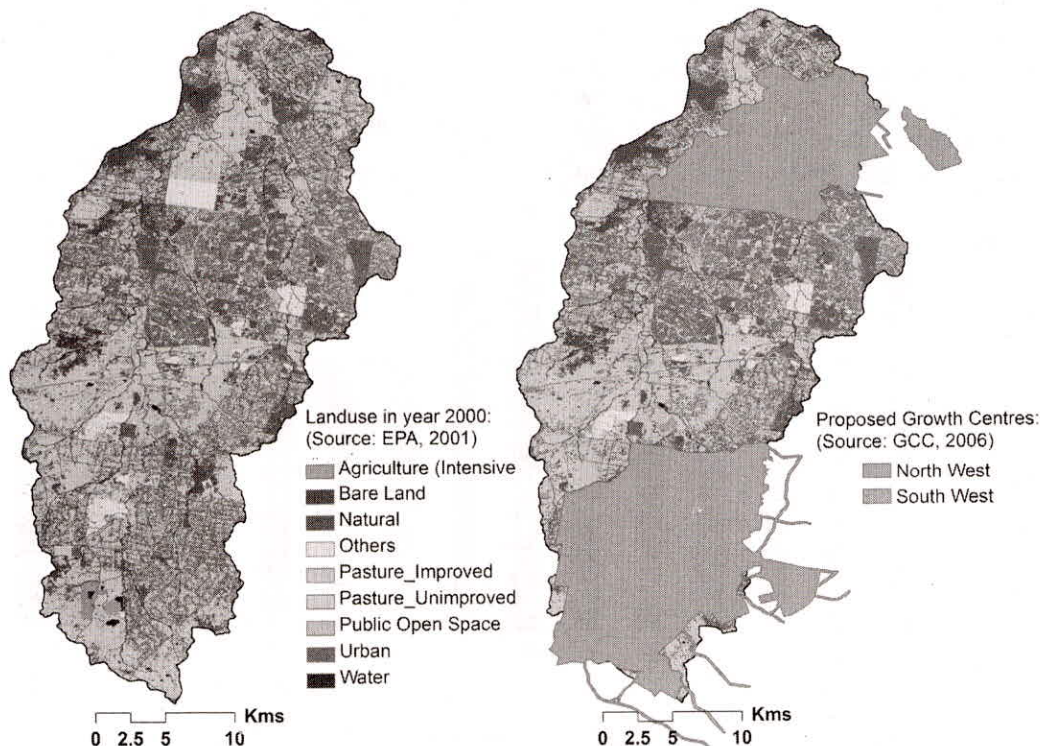 Landuse in year 2000:
(Source: EPA, 2001)
Agriculture (Intensive
Bare Land
Natural
Others
Pasture_Improved
Pasture_Unimproved
Public Open Space
Urban
Water
Kms
0 2.5 5 10
Proposed Growth Centres:
(Source: GCC, 2006)
North West
South West
Kms
0 2.5 5 10